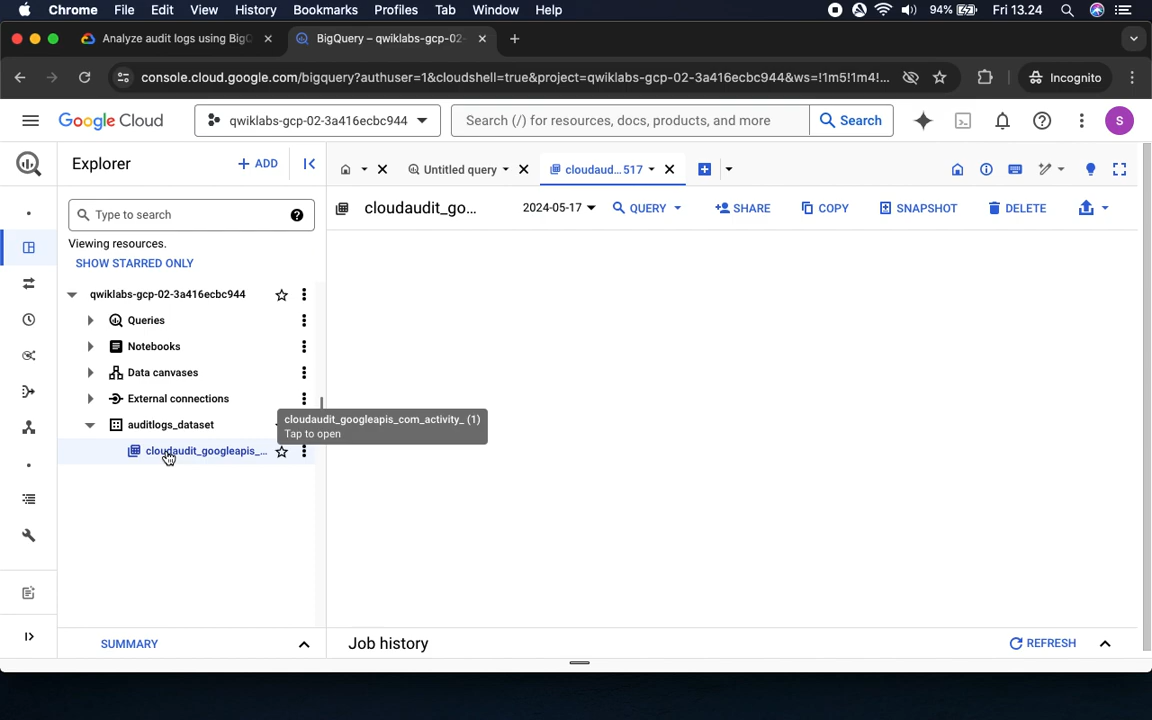 Chrome File Edit View History Bookmarks Profiles Tab Window Help 94% Fri 13.24
Analyze audit logs using BigQ
BigQuery – qwiklabs-gcp-02-
console.cloud.google.com/bigquery?authuser=1&cloudshell=true&project=qwiklabs-gcp-02-3a416ecbc944&ws=!1m5!1m4!...
Incognito
Google Cloud
qwiklabs-gcp-02-3a416ecbc944
Search (/) for resources, docs, products, and more
Search
S
Explorer
+ ADD
Untitled query
cloudaud...517
Type to search
cloudaudit_go...
2024-05-17
QUERY
SHARE
COPY
SNAPSHOT
DELETE
Viewing resources.
SHOW STARRED ONLY
qwiklabs-gcp-02-3a416ecbc944
Queries
Notebooks
Data canvases
External connections
auditlogs_dataset
cloudaudit_googleapis_com_activity_ (1)
Tap to open
cloudaudit_googleapis_...
SUMMARY
Job history
REFRESH